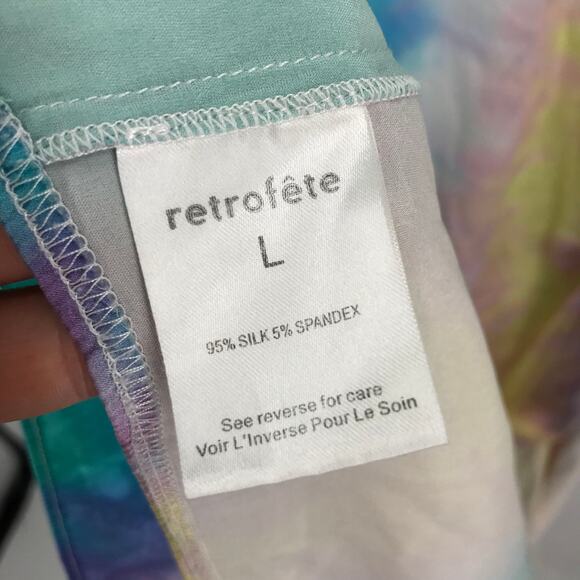 retrofête
L
95% SILK 5% SPANDEX
See reverse for care
Voir L'Inverse Pour Le Soin